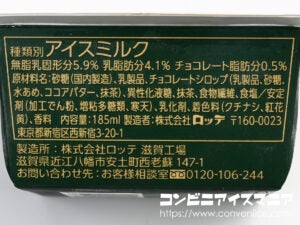 種類別 アイスミルク
無脂乳固形分5.9% 乳脂肪分4.1% チョコレート脂肪分0.5%
原材料名:砂糖(国内製造)、乳製品、チョコレートシロップ(乳製品、砂糖、
水あめ、ココアバター、抹茶)、異性化液糖、抹茶、食物繊維、食塩/安定
剤(加工でん粉、増粘多糖類、寒天)、乳化剤、着色料(クチナシ、紅花
黄)、香料 内容量:185ml 製造者:株式会社 ロッテ 〒160-0023
東京都新宿区西新宿3-20-1
製造所:株式会社ロッテ 滋賀工場
滋賀県近江八幡市安土町西老蘇147-1
お問い合わせ先:お客様相談室 0120-106-244
コンビニアイスマニア
https://www.conveniice.com/